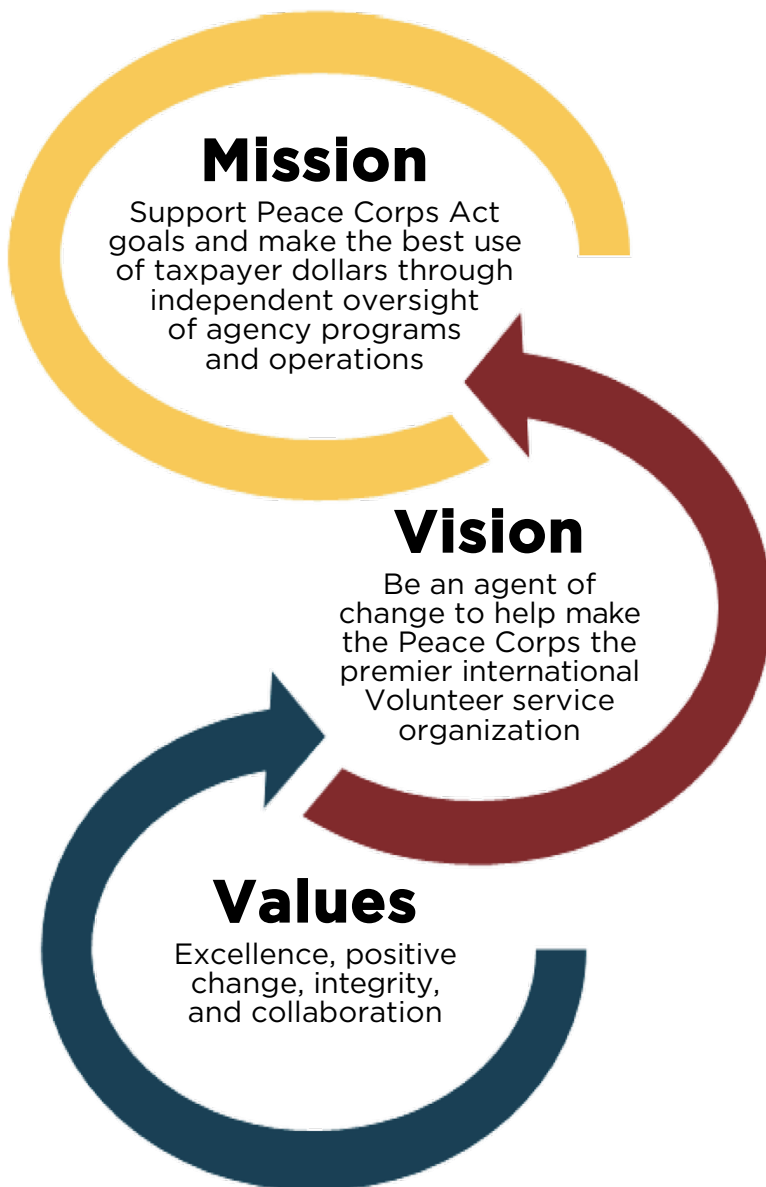 Mission
Support Peace Corps Act
goals and make the best use
of taxpayer dollars through
independent oversight
of agency programs
and operations
Vision
Be an agent of
change to help make
the Peace Corps the
premier international
Volunteer service
organization
Values
Excellence, positive
change, integrity,
and collaboration